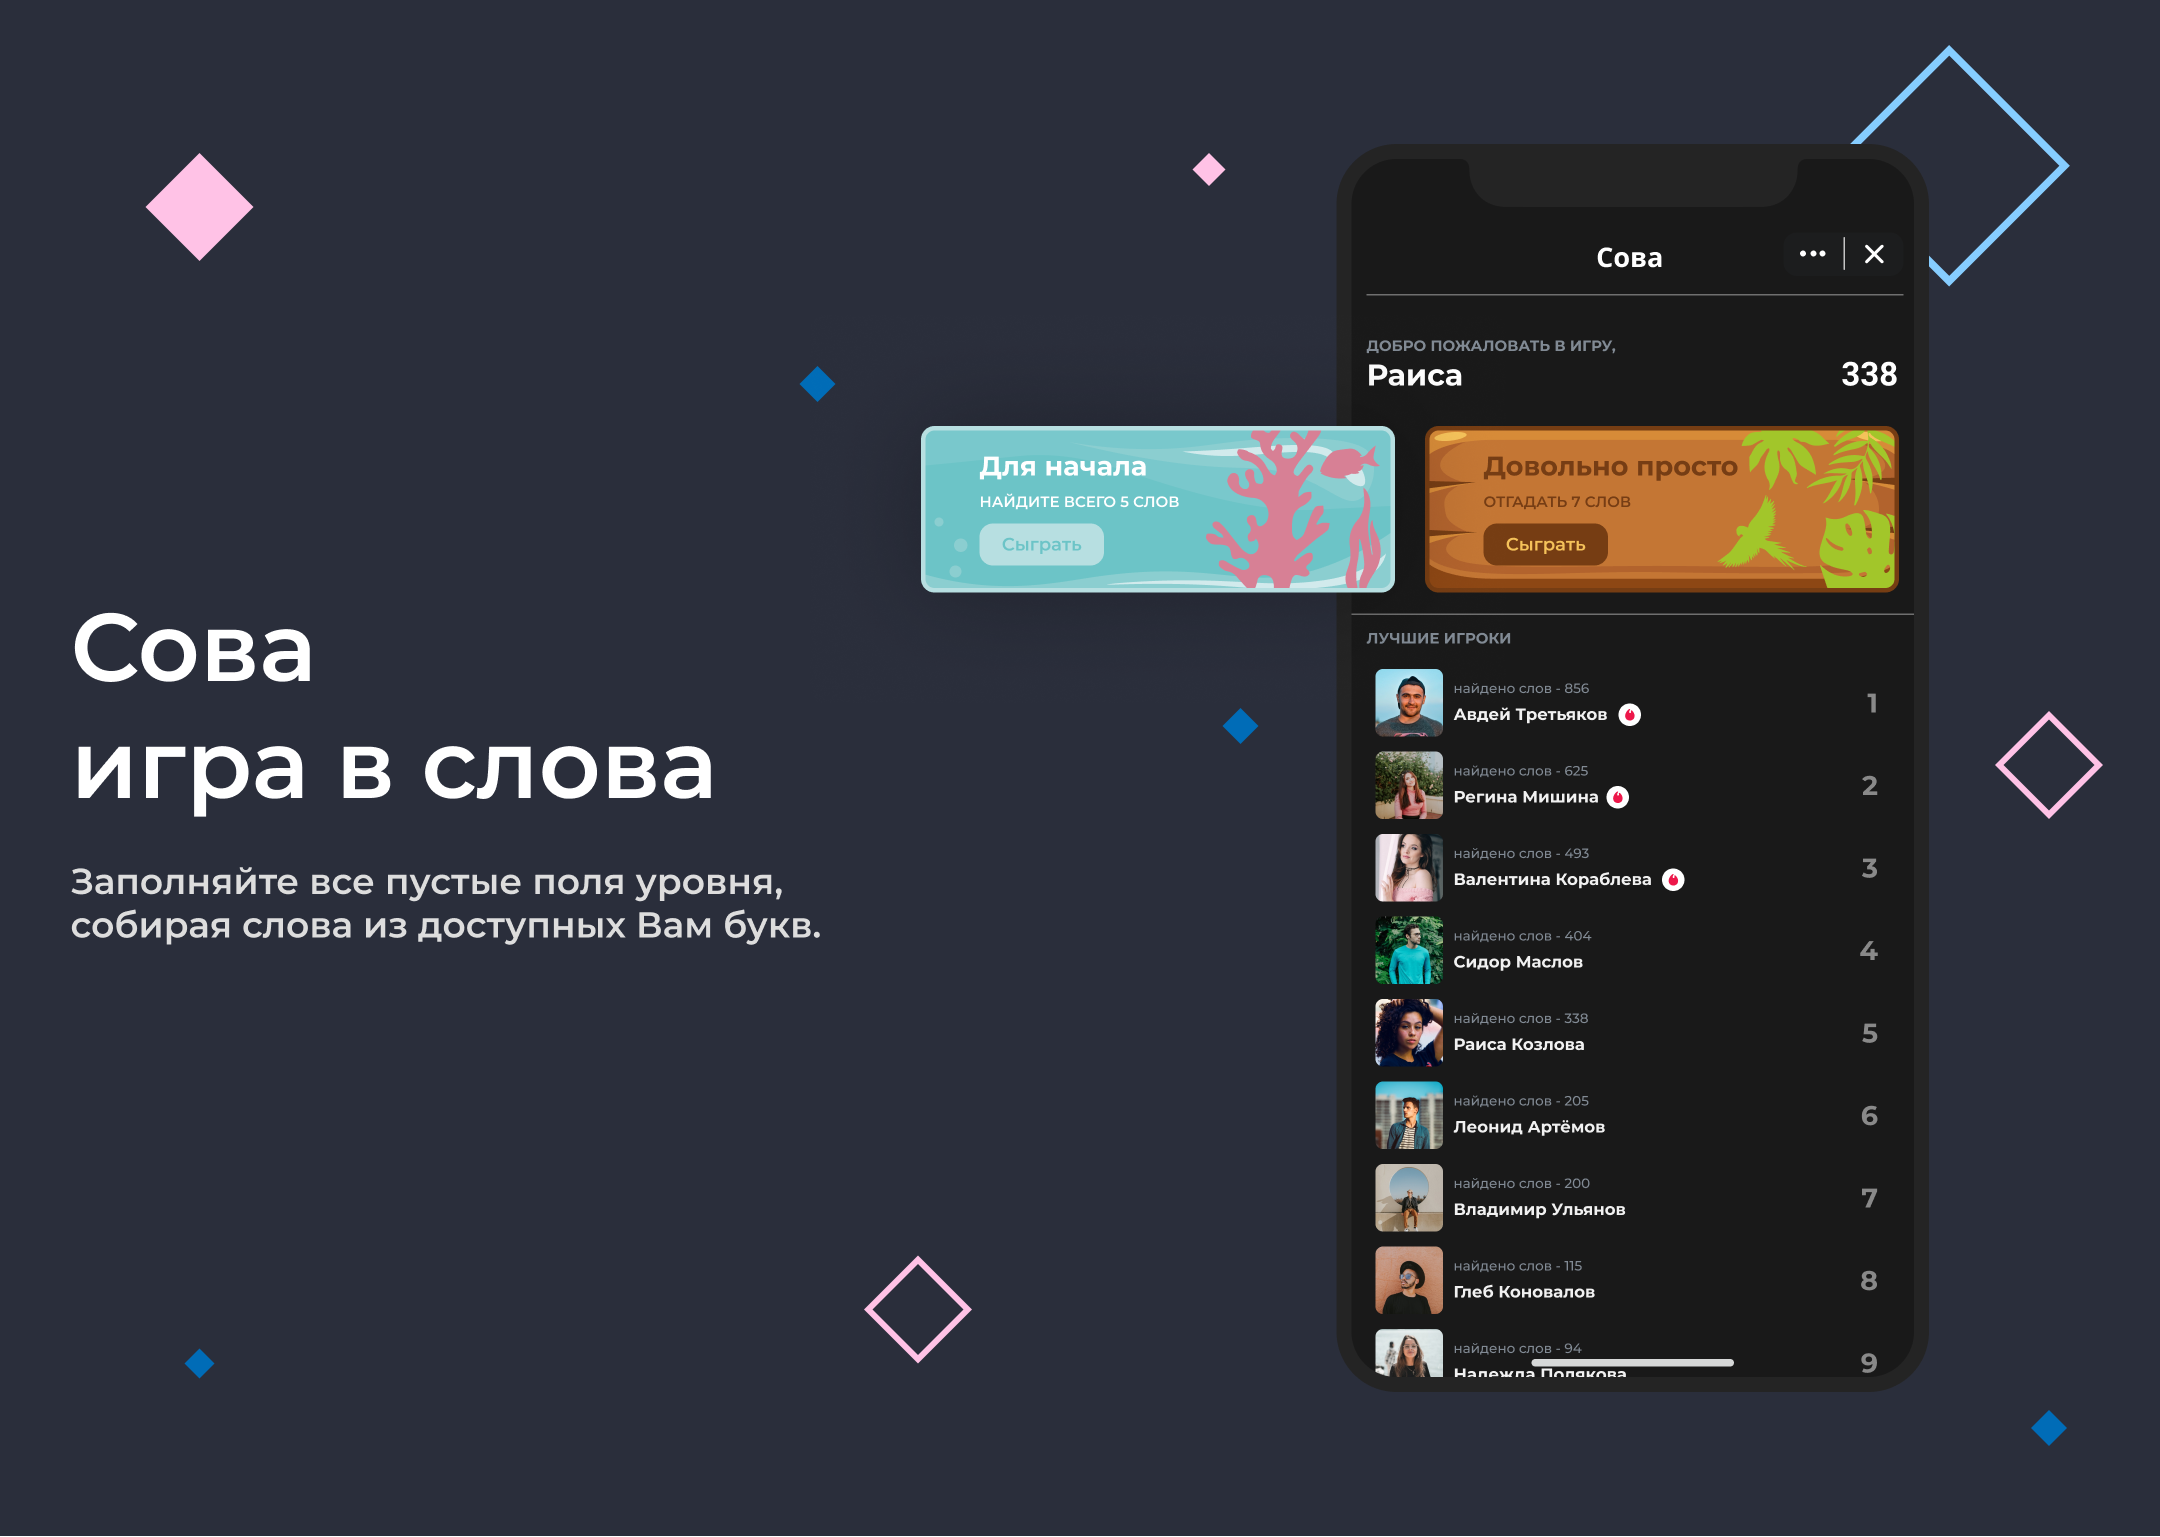 Сова
игра в слова
Заполняйте все пустые поля уровня,
собирая слова из доступных Вам букв.
Сова
ДОБРО ПОЖАЛОВАТЬ В ИГРУ,
Раиса
338
Для начала
НАЙДИТЕ ВСЕГО 5 СЛОВ
Сыграть
Довольно просто
ОТГАДАТЬ 7 СЛОВ
Сыграть
ЛУЧШИЕ ИГРОКИ
найдено слов - 856
Авдей Третьяков
1
найдено слов - 625
Регина Мишина
2
найдено слов - 493
Валентина Кораблева
3
найдено слов - 404
Сидор Маслов
4
найдено слов - 338
Раиса Козлова
5
найдено слов - 205
Леонид Артёмов
6
найдено слов - 200
Владимир Ульянов
7
найдено слов - 115
Глеб Коновалов
8
найдено слов - 94
Надежда Полякова
9